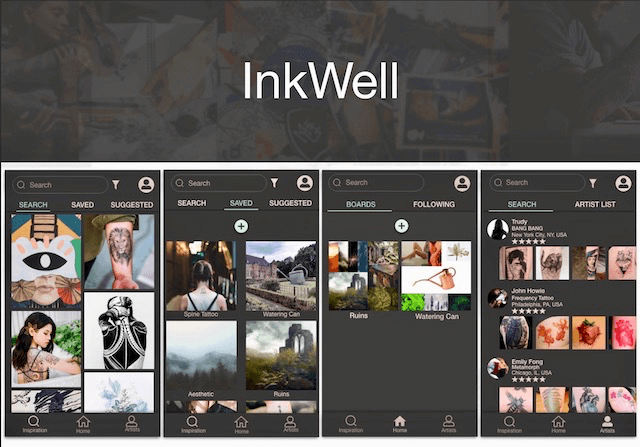 InkWell
Search
SEARCH SAVED SUGGESTED
Inspiration Home Artists
Search
SEARCH SAVED SUGGESTED
Spine Tattoo Watering Can
Aesthetic Ruins
Inspiration Home Artists
Search
BOARDS FOLLOWING
Ruins Watering Can
Inspiration Home Artists
Search
SEARCH ARTIST LIST
Trudy
BANG BANG
New York City, NY, USA
John Howie
Frequency Tattoo
Philadelphia, PA, USA
Emily Fong
Metamorph
Chicago, IL, USA
Inspiration Home Artists